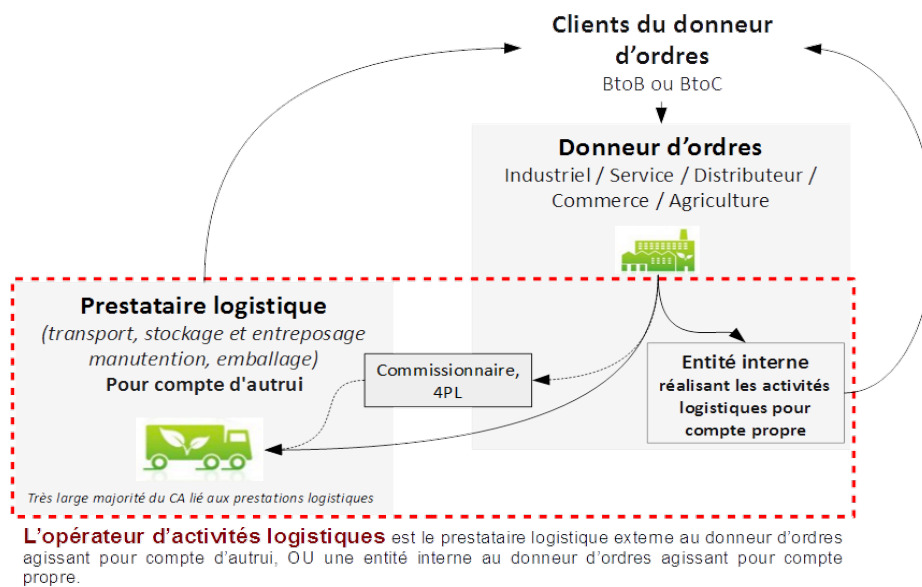 Clients du donneur
d'ordres
BtoB ou BtoC
Donneur d'ordres
Industriel / Service / Distributeur /
Commerce / Agriculture
Prestataire logistique
(transport, stockage et entreposage
manutention, emballage)
Pour compte d'autrui
Commissionnaire,
4PL
Entité interne
réalisant les activités
logistiques pour
compte propre
Très large majorité du CA lié aux prestations logistiques
L'opérateur d'activités logistiques est le prestataire logistique externe au donneur d'ordres
agissant pour compte d'autrui, OU une entité interne au donneur d'ordres agissant pour compte
propre.